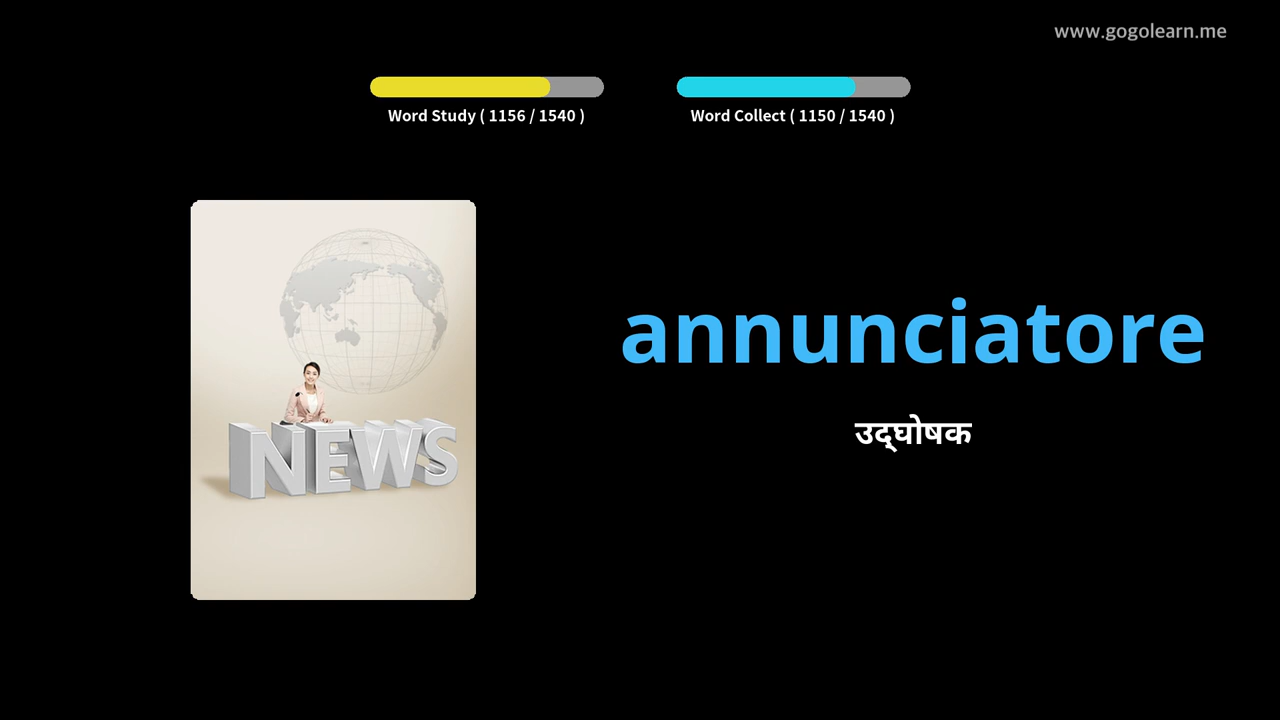 www.gogolearn.me
Word Study ( 1156 / 1540 )
Word Collect ( 1150 / 1540 )
NEWS
annunciatore
उद्घोषक